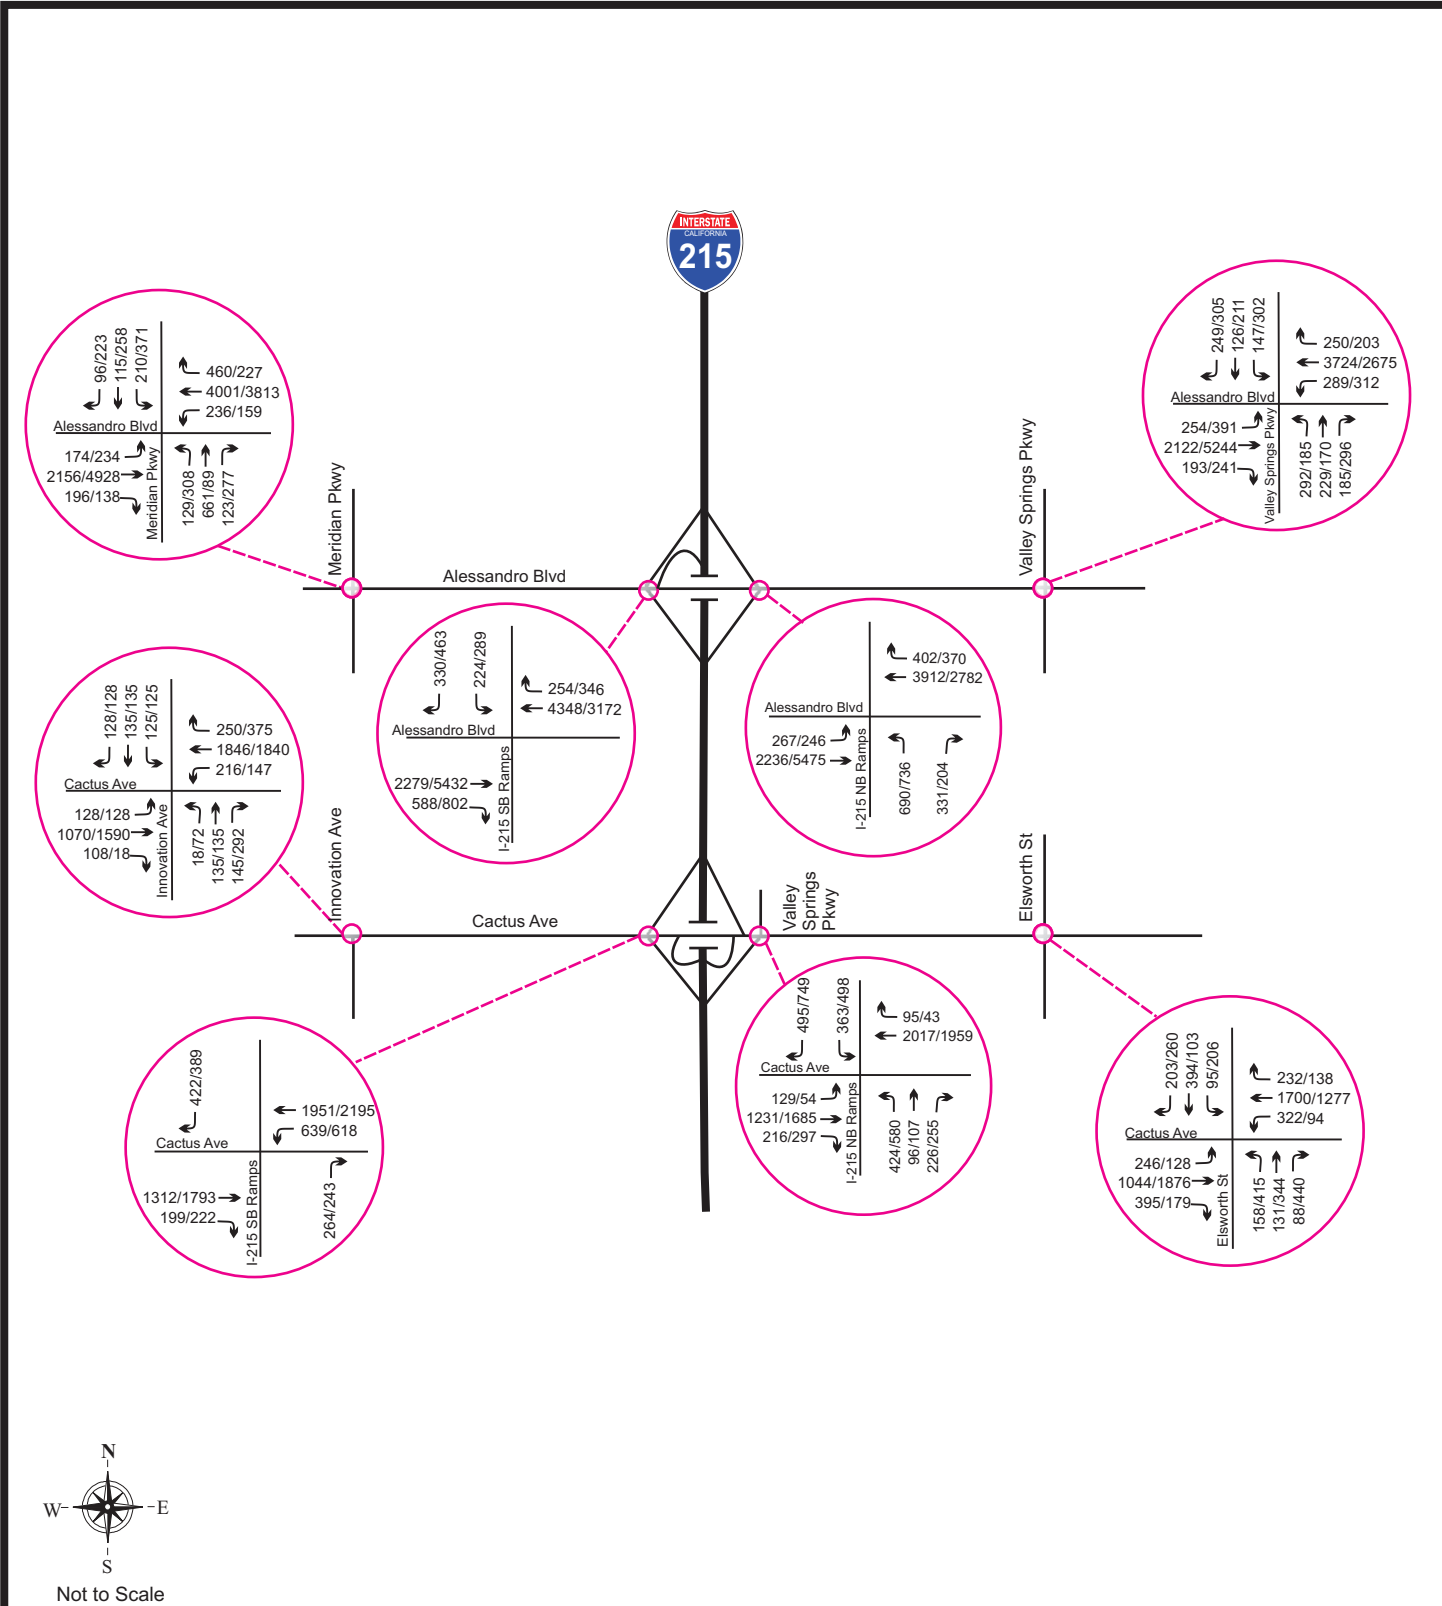 INTERSTATE
CALIFORNIA
215
96/223
115/258
210/371
460/227
4001/3813
236/159
Alessandro Blvd
174/234
2156/4928
196/138
Meridian Pkwy
129/308
661/89
123/277
249/305
126/211
147/302
250/203
3724/2675
289/312
Alessandro Blvd
254/391
2122/5244
193/241
Valley Springs Pkwy
292/185
229/170
185/296
Meridian Pkwy
Alessandro Blvd
Valley Springs Pkwy
330/463
224/289
254/346
4348/3172
Alessandro Blvd
2279/5432
588/802
I-215 SB Ramps
402/370
3912/2782
Alessandro Blvd
267/246
2236/5475
I-215 NB Ramps
690/736
331/204
128/128
135/135
125/125
250/375
1846/1840
216/147
Cactus Ave
128/128
1070/1590
108/18
Innovation Ave
18/72
135/135
145/292
Innovation Ave
Cactus Ave
Valley
Springs
Pkwy
Elsworth St
422/389
1951/2195
639/618
Cactus Ave
1312/1793
199/222
I-215 SB Ramps
264/243
495/749
363/498
95/43
2017/1959
Cactus Ave
129/54
1231/1685
216/297
I-215 NB Ramps
424/580
96/107
226/255
203/260
394/103
95/206
232/138
1700/1277
322/94
Cactus Ave
246/128
1044/1876
395/179
Elsworth St
158/415
131/344
88/440
N
W
E
S
Not to Scale